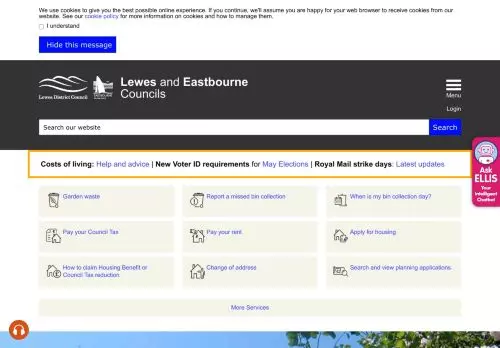 We use cookies to give you the best possible online experience. If you continue, we'll assume you are happy for your web browser to receive cookies from our
website. See our cookie policy for more information on cookies and how to manage them.
I understand
Hide this message
Lewes and Eastbourne
Councils
Lewes District Council
Menu
Login
Search our website
Search
Costs of living: Help and advice | New Voter ID requirements for May Elections | Royal Mail strike days: Latest updates
Ask
ELLIS
Your
Intelligent
Chatbot
Garden waste
Report a missed bin collection
When is my bin collection day?
Pay your Council Tax
Pay your rent
Apply for housing
How to claim Housing Benefit or
Council Tax reduction
Change of address
Search and view planning applications
More Services